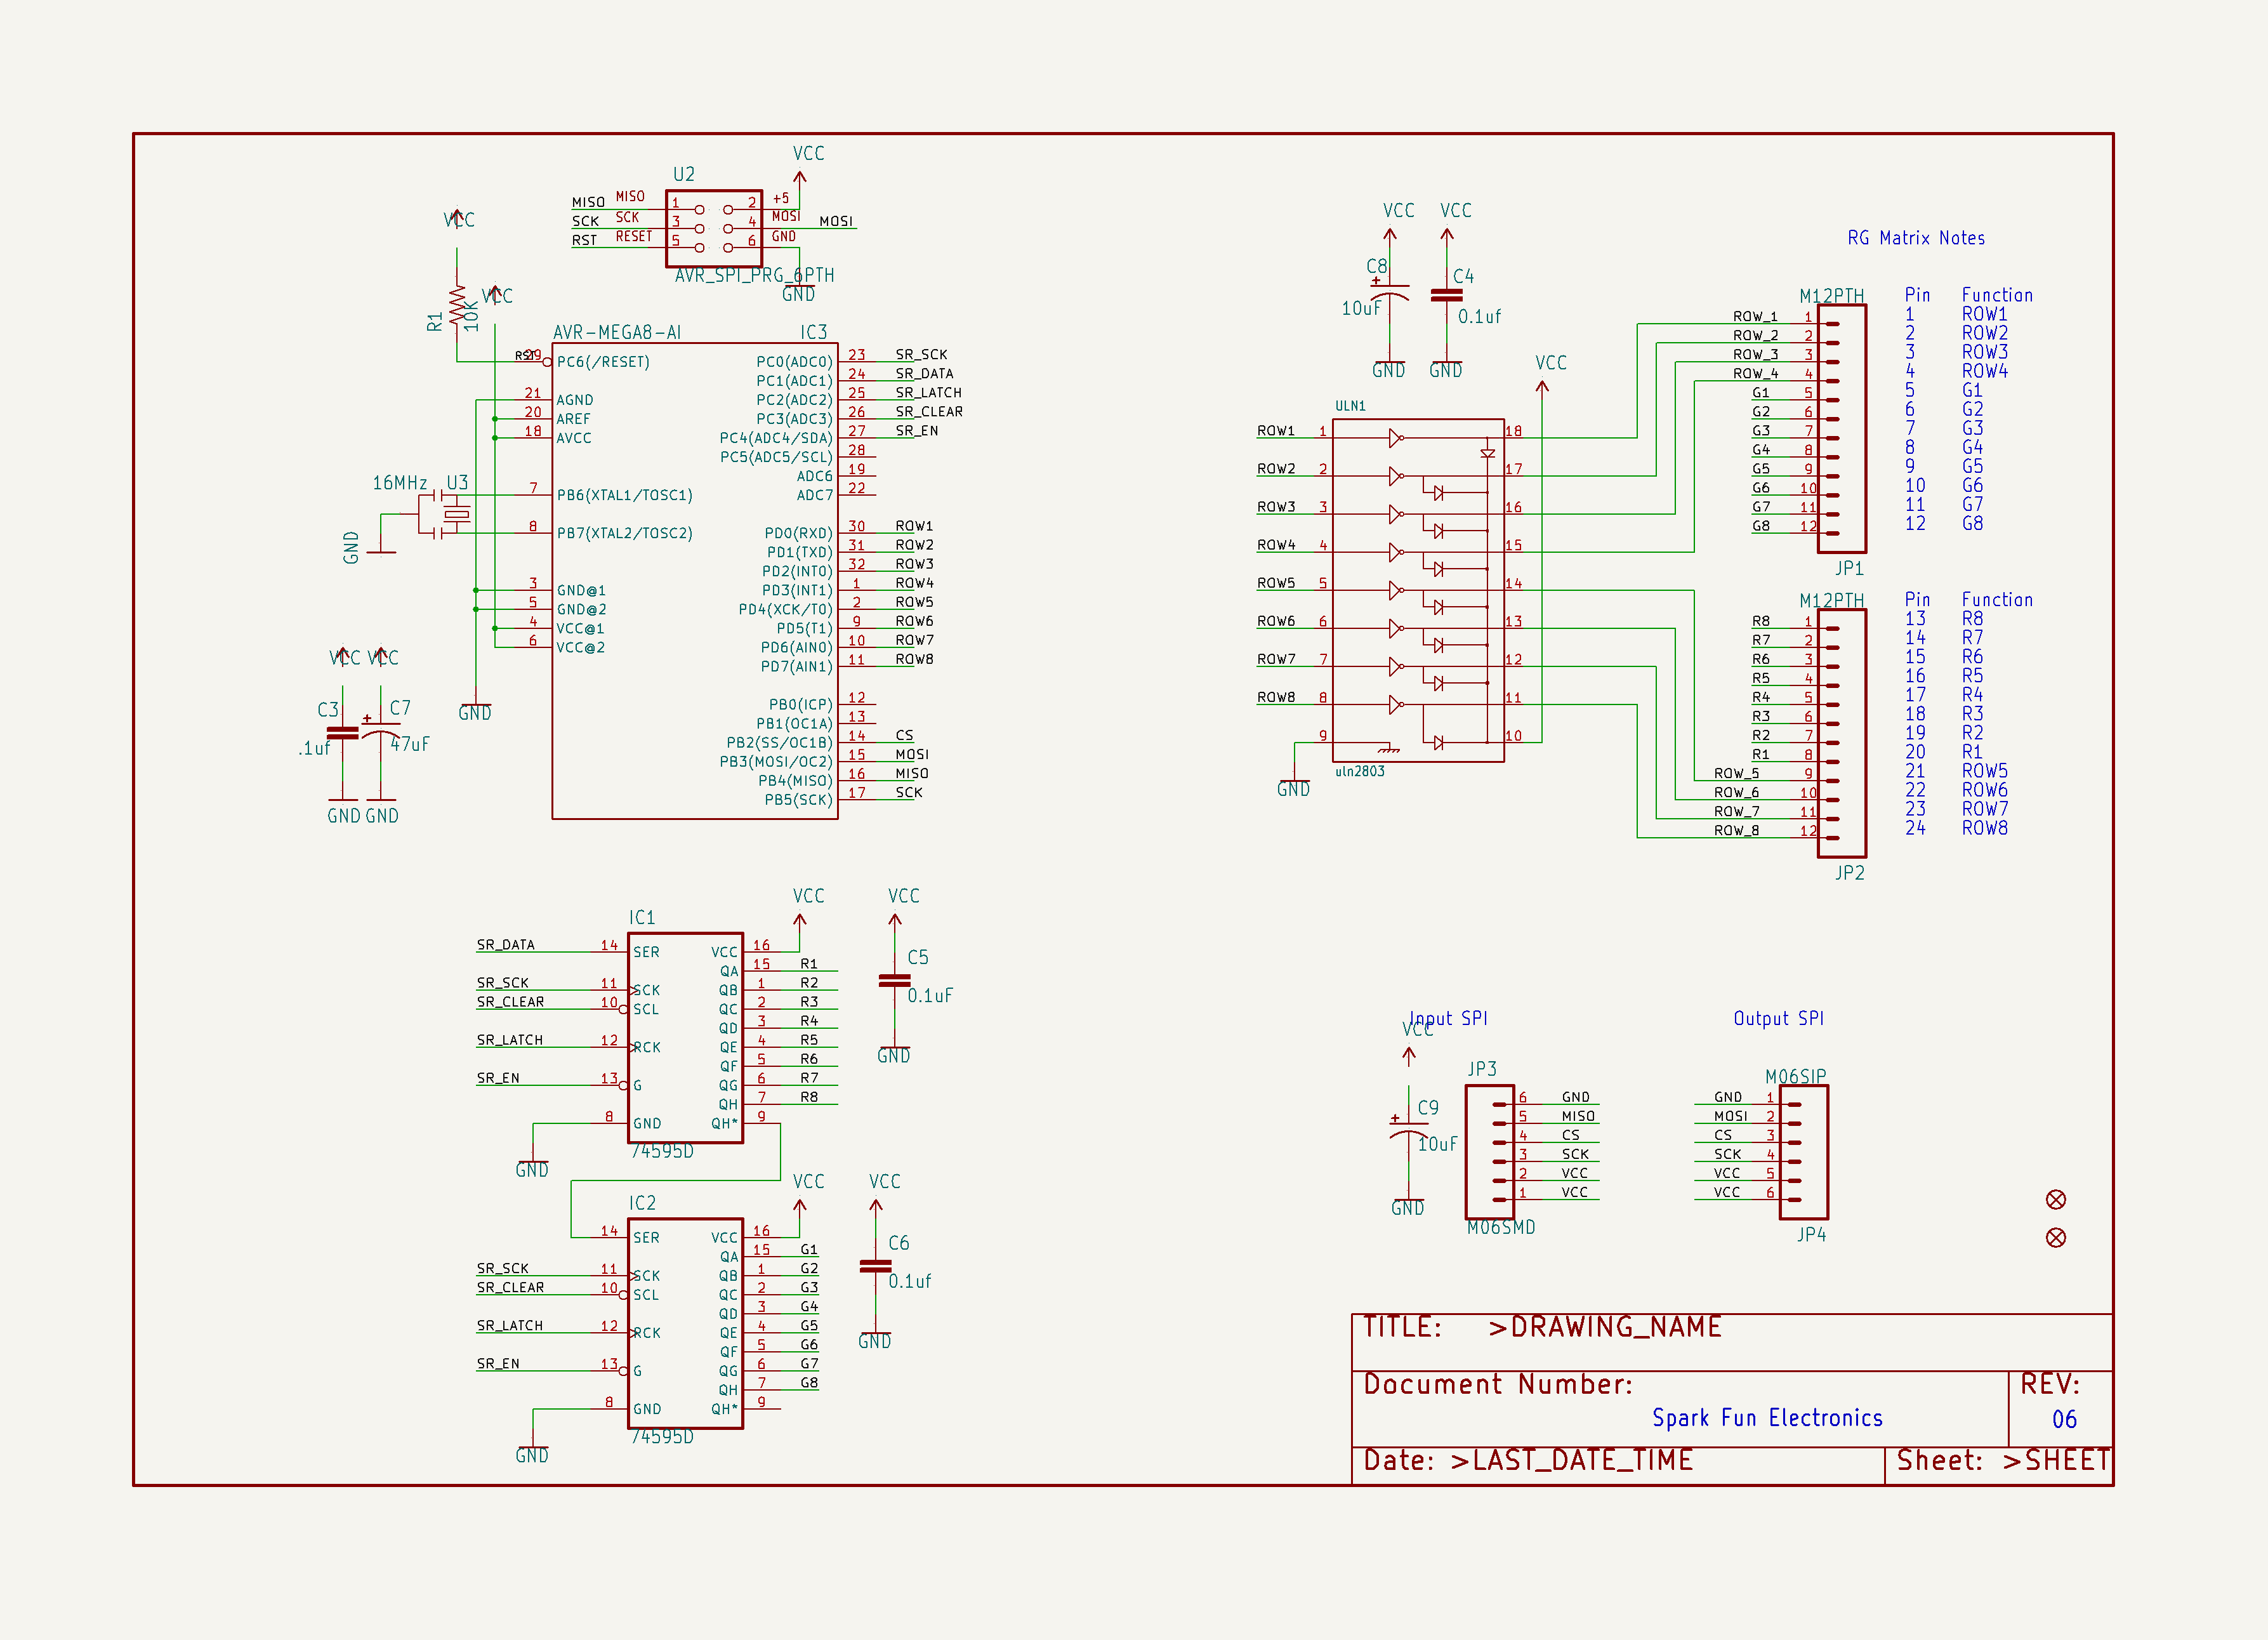 VCC
U2
MISO MISO 1 2 +5
SCK SCK 3 4 MOSI MOSI
RST RESET 5 6 GND
AVR_SPI_PRG_6PTH
GND
VCC
R1 10K
VCC
AVR-MEGA8-AI IC3
RST 29 PC6(/RESET) PC0(ADC0) 23 SR_SCK
PC1(ADC1) 24 SR_DATA
21 AGND PC2(ADC2) 25 SR_LATCH
20 AREF PC3(ADC3) 26 SR_CLEAR
18 AVCC PC4(ADC4/SDA) 27 SR_EN
PC5(ADC5/SCL) 28
ADC6 19
16MHz U3
7 PB6(XTAL1/TOSC1) ADC7 22
8 PB7(XTAL2/TOSC2) PD0(RXD) 30 ROW1
GND
PD1(TXD) 31 ROW2
PD2(INT0) 32 ROW3
3 GND@1 PD3(INT1) 1 ROW4
5 GND@2 PD4(XCK/T0) 2 ROW5
4 VCC@1 PD5(T1) 9 ROW6
6 VCC@2 PD6(AIN0) 10 ROW7
PD7(AIN1) 11 ROW8
GND
PB0(ICP) 12
PB1(OC1A) 13
PB2(SS/OC1B) 14 CS
PB3(MOSI/OC2) 15 MOSI
PB4(MISO) 16 MISO
PB5(SCK) 17 SCK
VCC VCC
C3 C7
.1uf 47uF
GND GND
VCC VCC
C8 C4
10uF 0.1uf
GND GND
VCC
ULN1
ROW1 1 18
ROW2 2 17
ROW3 3 16
ROW4 4 15
ROW5 5 14
ROW6 6 13
ROW7 7 12
ROW8 8 11
9 10
uln2803
GND
RG Matrix Notes
M12PTH
ROW_1 1
ROW_2 2
ROW_3 3
ROW_4 4
G1 5
G2 6
G3 7
G4 8
G5 9
G6 10
G7 11
G8 12
JP1
Pin Function
1 ROW1
2 ROW2
3 ROW3
4 ROW4
5 G1
6 G2
7 G3
8 G4
9 G5
10 G6
11 G7
12 G8
M12PTH
R8 1
R7 2
R6 3
R5 4
R4 5
R3 6
R2 7
R1 8
ROW_5 9
ROW_6 10
ROW_7 11
ROW_8 12
JP2
Pin Function
13 R8
14 R7
15 R6
16 R5
17 R4
18 R3
19 R2
20 R1
21 ROW5
22 ROW6
23 ROW7
24 ROW8
VCC
IC1
SR_DATA 14 SER VCC 16
QA 15 R1
SR_SCK 11 SCK QB 1 R2
SR_CLEAR 10 SCL QC 2 R3
QD 3 R4
SR_LATCH 12 RCK QE 4 R5
QF 5 R6
SR_EN 13 G QG 6 R7
QH 7 R8
8 GND QH* 9
74595D
GND
VCC
C5
0.1uF
GND
VCC
IC2
14 SER VCC 16
QA 15 G1
SR_SCK 11 SCK QB 1 G2
SR_CLEAR 10 SCL QC 2 G3
QD 3 G4
SR_LATCH 12 RCK QE 4 G5
QF 5 G6
SR_EN 13 G QG 6 G7
QH 7 G8
8 GND QH* 9
74595D
GND
VCC
C6
0.1uf
GND
Input SPI
VCC
C9
10uF
GND
JP3
6 GND
5 MISO
4 CS
3 SCK
2 VCC
1 VCC
M06SMD
Output SPI
M06SIP
GND 1
MOSI 2
CS 3
SCK 4
VCC 5
VCC 6
JP4
TITLE: >DRAWING_NAME
Document Number:
REV:
Spark Fun Electronics
06
Date: >LAST_DATE_TIME
Sheet: >SHEET